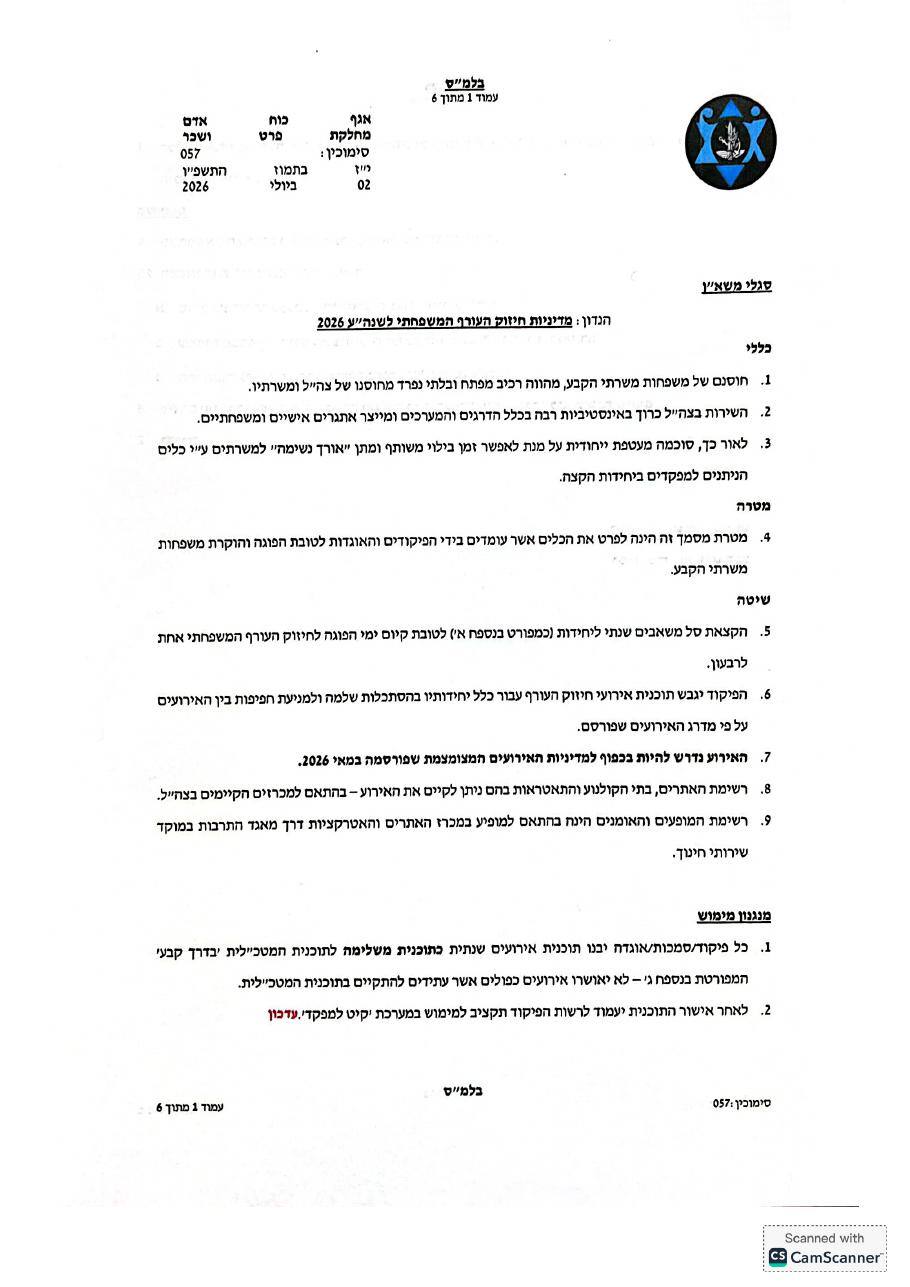 בלמ"ס
עמוד 1 מתוך 6
אגף כוח אדם
מחלקת פרט ושכר
סימוכין: 057
י"ז בתמוז התשפ"ו
02 ביולי 2026
סגלי משא"ן
הנדון: מדיניות חיזוק העורף המשפחתי לשנה"ע 2026
כללי
1. חוסנם של משפחות משרתי הקבע, מהווה רכיב מפתח ובלתי נפרד מחוסנו של צה"ל ומשרתיו.
2. השירות בצה"ל כרוך באינסטיביות רבה בכלל הדרגים והמערכים ומייצר אתגרים אישיים ומשפחתיים.
3. לאור כך, סוכמה מעטפת ייחודית על מנת לאפשר זמן בילוי משותף ומתן "אורך נשימה" למשרתים ע"י כלים
הניתנים למפקדים ביחידות הקצה.
מטרה
4. מטרת מסמך זה הינה לפרט את הכלים אשר עומדים בידי הפיקודים והאוגדות לטובת הפוגה והוקרת משפחות
משרתי הקבע.
שיטה
5. הקצאת סל משאבים שנתי ליחידות (כמפורט בנספח א') לטובת קיום ימי הפוגה לחיזוק העורף המשפחתי אחת
לרבעון.
6. הפיקוד יגבש תוכנית אירועי חיזוק העורף עבור כלל יחידותיו בהסתכלות שלמה ולמניעת חפיפות בין האירועים
על פי מדרג האירועים שפורסם.
7. האירוע נדרש להיות בכפוף למדיניות האירועים המצומצמת שפורסמה במאי 2026.
8. רשימת האתרים, בתי הקולנוע והתאטראות בהם ניתן לקיים את האירוע – בהתאם למכרזים הקיימים בצה"ל.
9. רשימת המופעים והאומנים הינה בהתאם למופיע במכרז האתרים והאטרקציות דרך מאגד התרבות במוקד
שירותי חינוך.
מנגנון מימוש
1. כל פיקוד/סמכות/אוגדה יבנו תוכנית אירועים שנתית כתוכנית משלימה לתוכנית המטכ"לית 'בדרך קבע'
המפורטת בנספח ג' – לא יאושרו אירועים כפולים אשר עתידים להתקיים בתוכנית המטכ"לית.
2. לאחר אישור התוכנית יעמוד לרשות הפיקוד תקציב למימוש במערכת 'קיט למפקד'.עדכון
בלמ"ס
סימוכין: 057
עמוד 1 מתוך 6
Scanned with
CS CamScanner